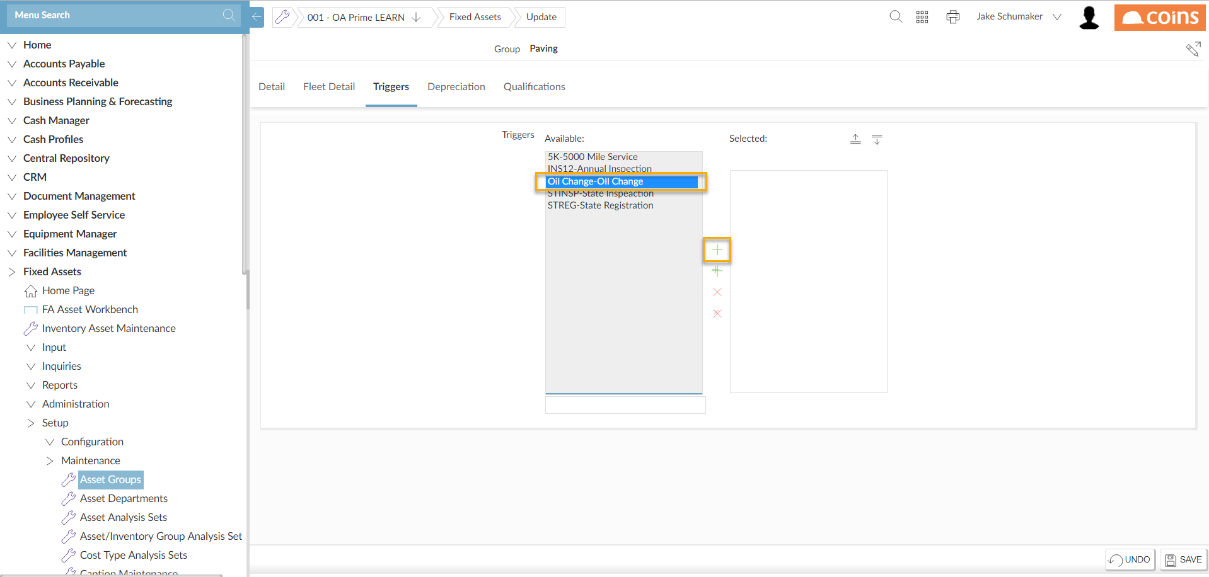 Menu Search
001 - OA Prime LEARN
Fixed Assets
Update
Jake Schumaker
COINS
Home
Accounts Payable
Accounts Receivable
Business Planning & Forecasting
Cash Manager
Cash Profiles
Central Repository
CRM
Document Management
Employee Self Service
Equipment Manager
Facilities Management
Fixed Assets
Home Page
FA Asset Workbench
Inventory Asset Maintenance
Input
Inquiries
Reports
Administration
Setup
Configuration
Maintenance
Asset Groups
Asset Departments
Asset Analysis Sets
Asset/Inventory Group Analysis Set
Cost Type Analysis Sets
Caption Maintenance
Group Paving
Detail
Fleet Detail
Triggers
Depreciation
Qualifications
Triggers
Available:
5K-5000 Mile Service
INS12-Annual Inspection
Oil Change-OIl Change
STINSP-State Inspeaction
STREG-State Registration
Selected:
UNDO
SAVE